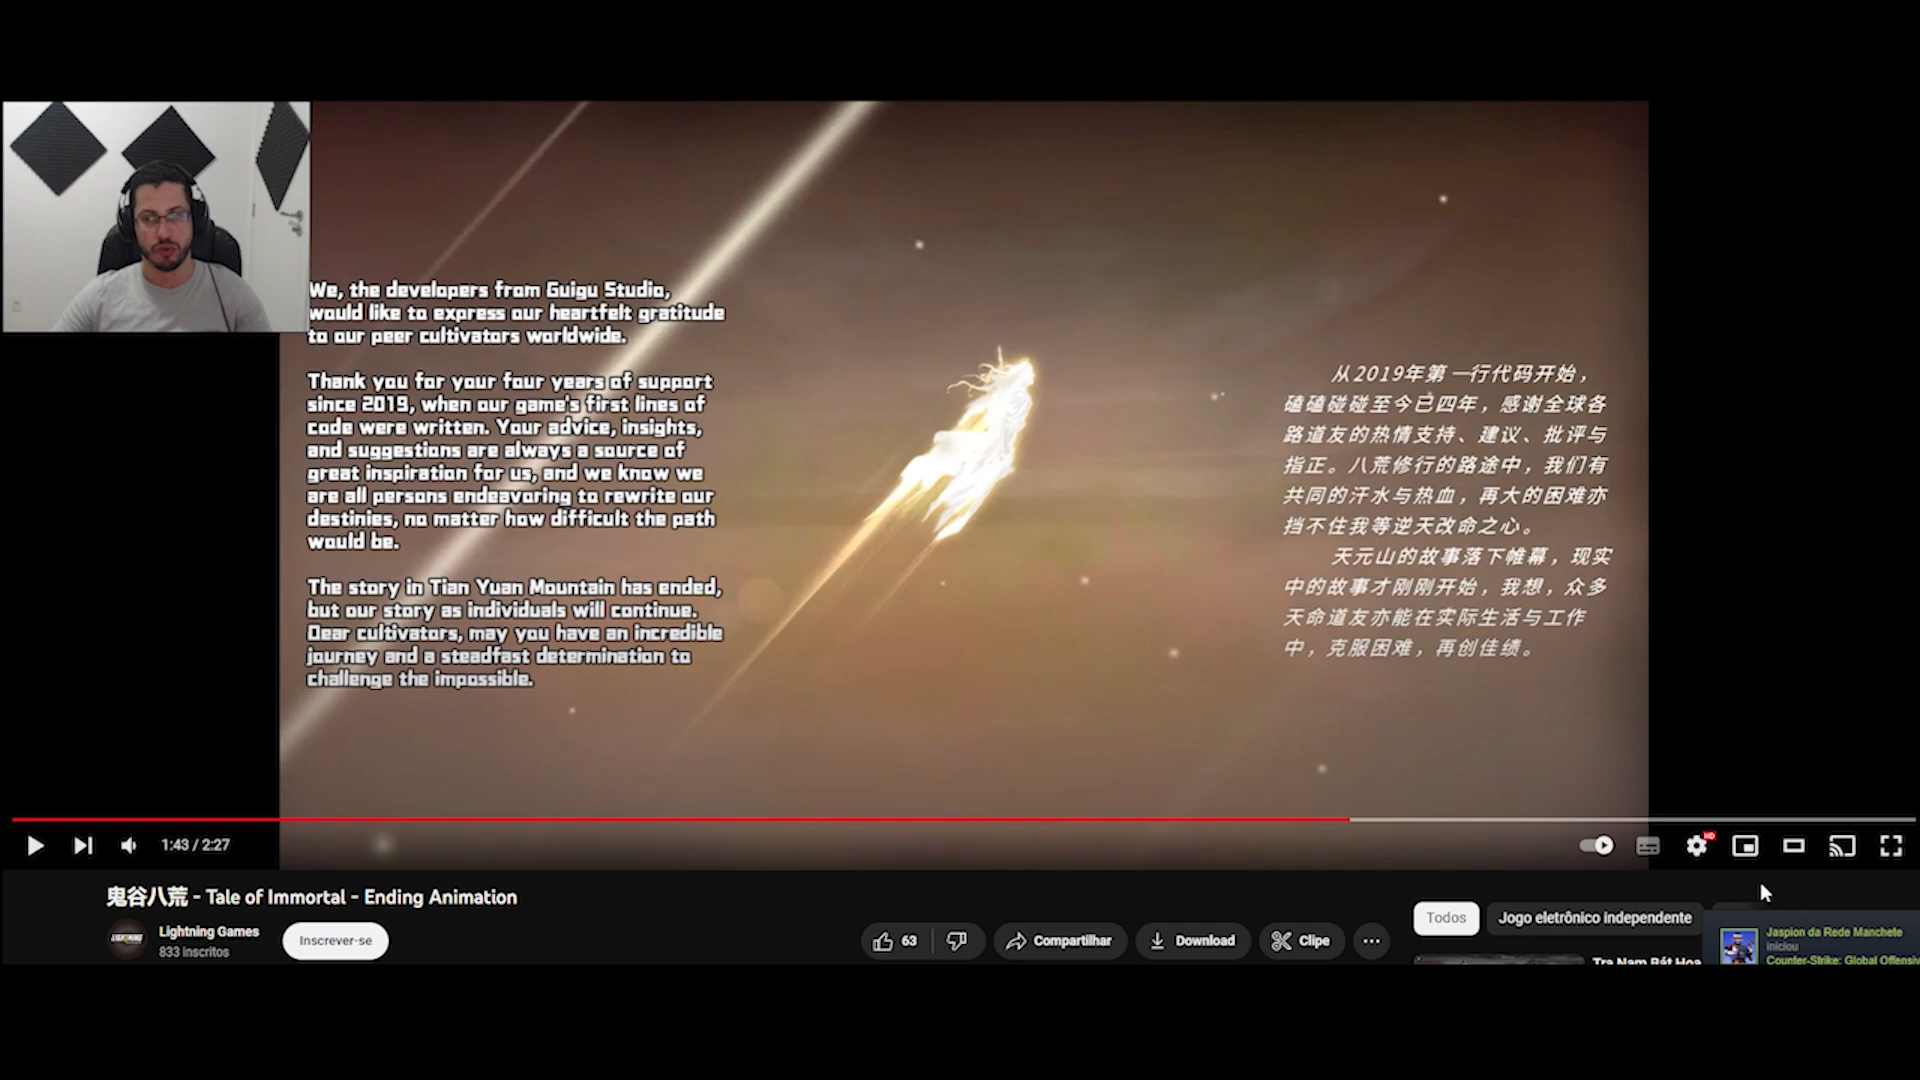 We, the developers from Guigu Studio,
would like to express our heartfelt gratitude
to our peer cultivators worldwide.
Thank you for your four years of support
since 2019, when our game's first lines of
code were written. Your advice, insights,
and suggestions are always a source of
great inspiration for us, and we know we
are all persons endeavoring to rewrite our
destinies, no matter how difficult the path
would be.
The story in Tian Yuan Mountain has ended,
but our story as individuals will continue.
Dear cultivators, may you have an incredible
journey and a steadfast determination to
challenge the impossible.
从2019年第一行代码开始，
磕磕碰碰至今已四年，感谢全球各
路道友的热情支持、建议、批评与
指正。八荒修行的路途中，我们有
共同的汗水与热血，再大的困难亦
挡不住我等逆天改命之心。
天元山的故事落下帷幕，现实
中的故事才刚刚开始，我想，众多
天命道友亦能在实际生活与工作
中，克服困难，再创佳绩。
1:43 / 2:27
HD
鬼谷八荒 - Tale of Immortal - Ending Animation
LIGHTNING
Lightning Games
833 inscritos
Inscrever-se
63
Compartilhar
Download
Clipe
Todos
Jogo eletrônico independente
Tra Nam Bát Hoa
Jaspion da Rede Manchete
iniciou
Counter-Strike: Global Offensiv